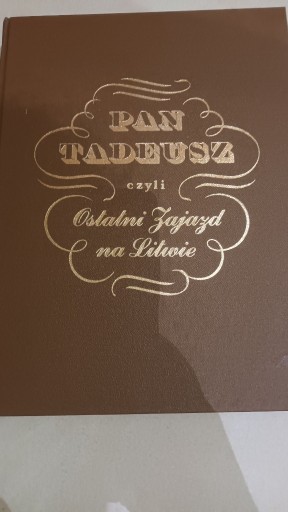 PAN
TADEUSZ
czyli
Ostatni Zajazd
na Litwie